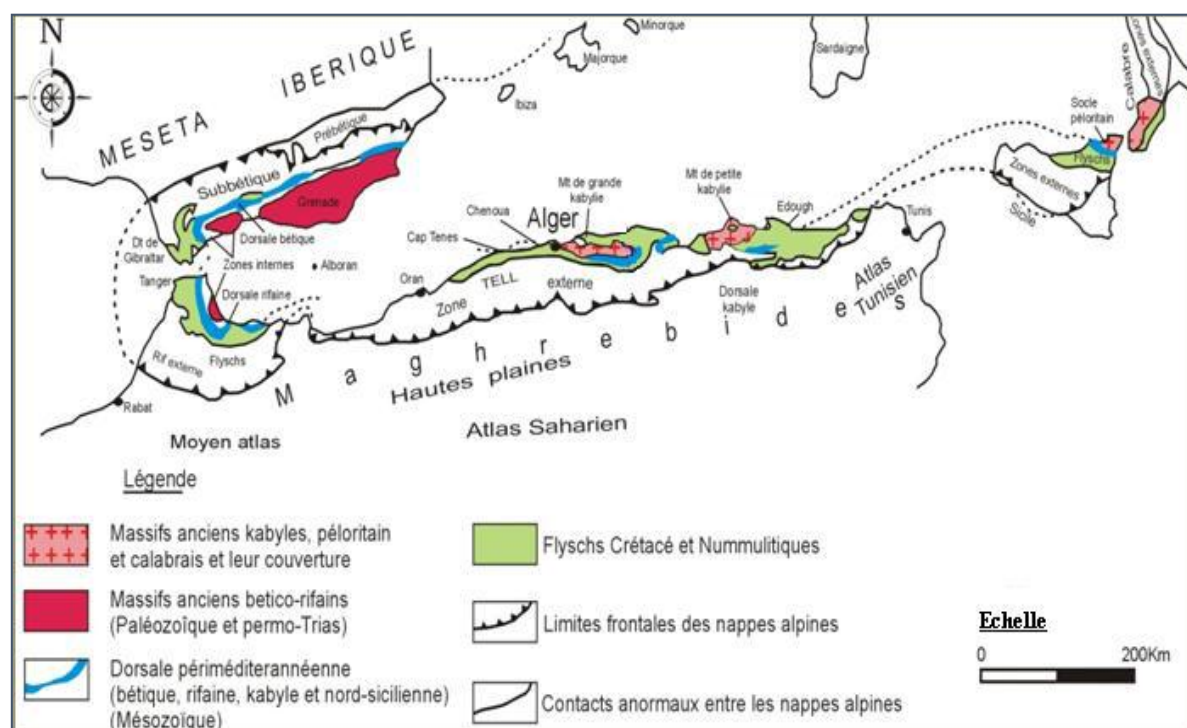 N
MESETA IBERIQUE
Minorque
Majorque
Ibiza
Sardaigne
Calabre
Prébétique
Subbétique
Grenade
Dorsale bétique
Dt de
Gibraltar
Zones internes
Alboran
Tanger
Dorsale rifaine
Flyschs
Rif externe
Rabat
Moyen atlas
Mt de grande
kabylie
Chenoua
Alger
Cap Tenes
Oran
TELL
Zone externe
Mt de petite
kabylie
Edough
Tunis
Dorsale
kabyle
Atlas
Tunisien
Maghrebides
Hautes plaines
Atlas Saharien
Socle
péloritain
Flyschs
Zones externes
Sicile
Légende
Massifs anciens kabyles, péloritain
et calabrais et leur couverture
Massifs anciens betico-rifains
(Paléozoïque et permo-Trias)
Dorsale périméditerannéenne
(bétique, rifaine, kabyle et nord-sicilienne)
(Mésozoïque)
Flyschs Crétacé et Nummulitiques
Limites frontales des nappes alpines
Contacts anormaux entre les nappes alpines
Echelle
0 200Km